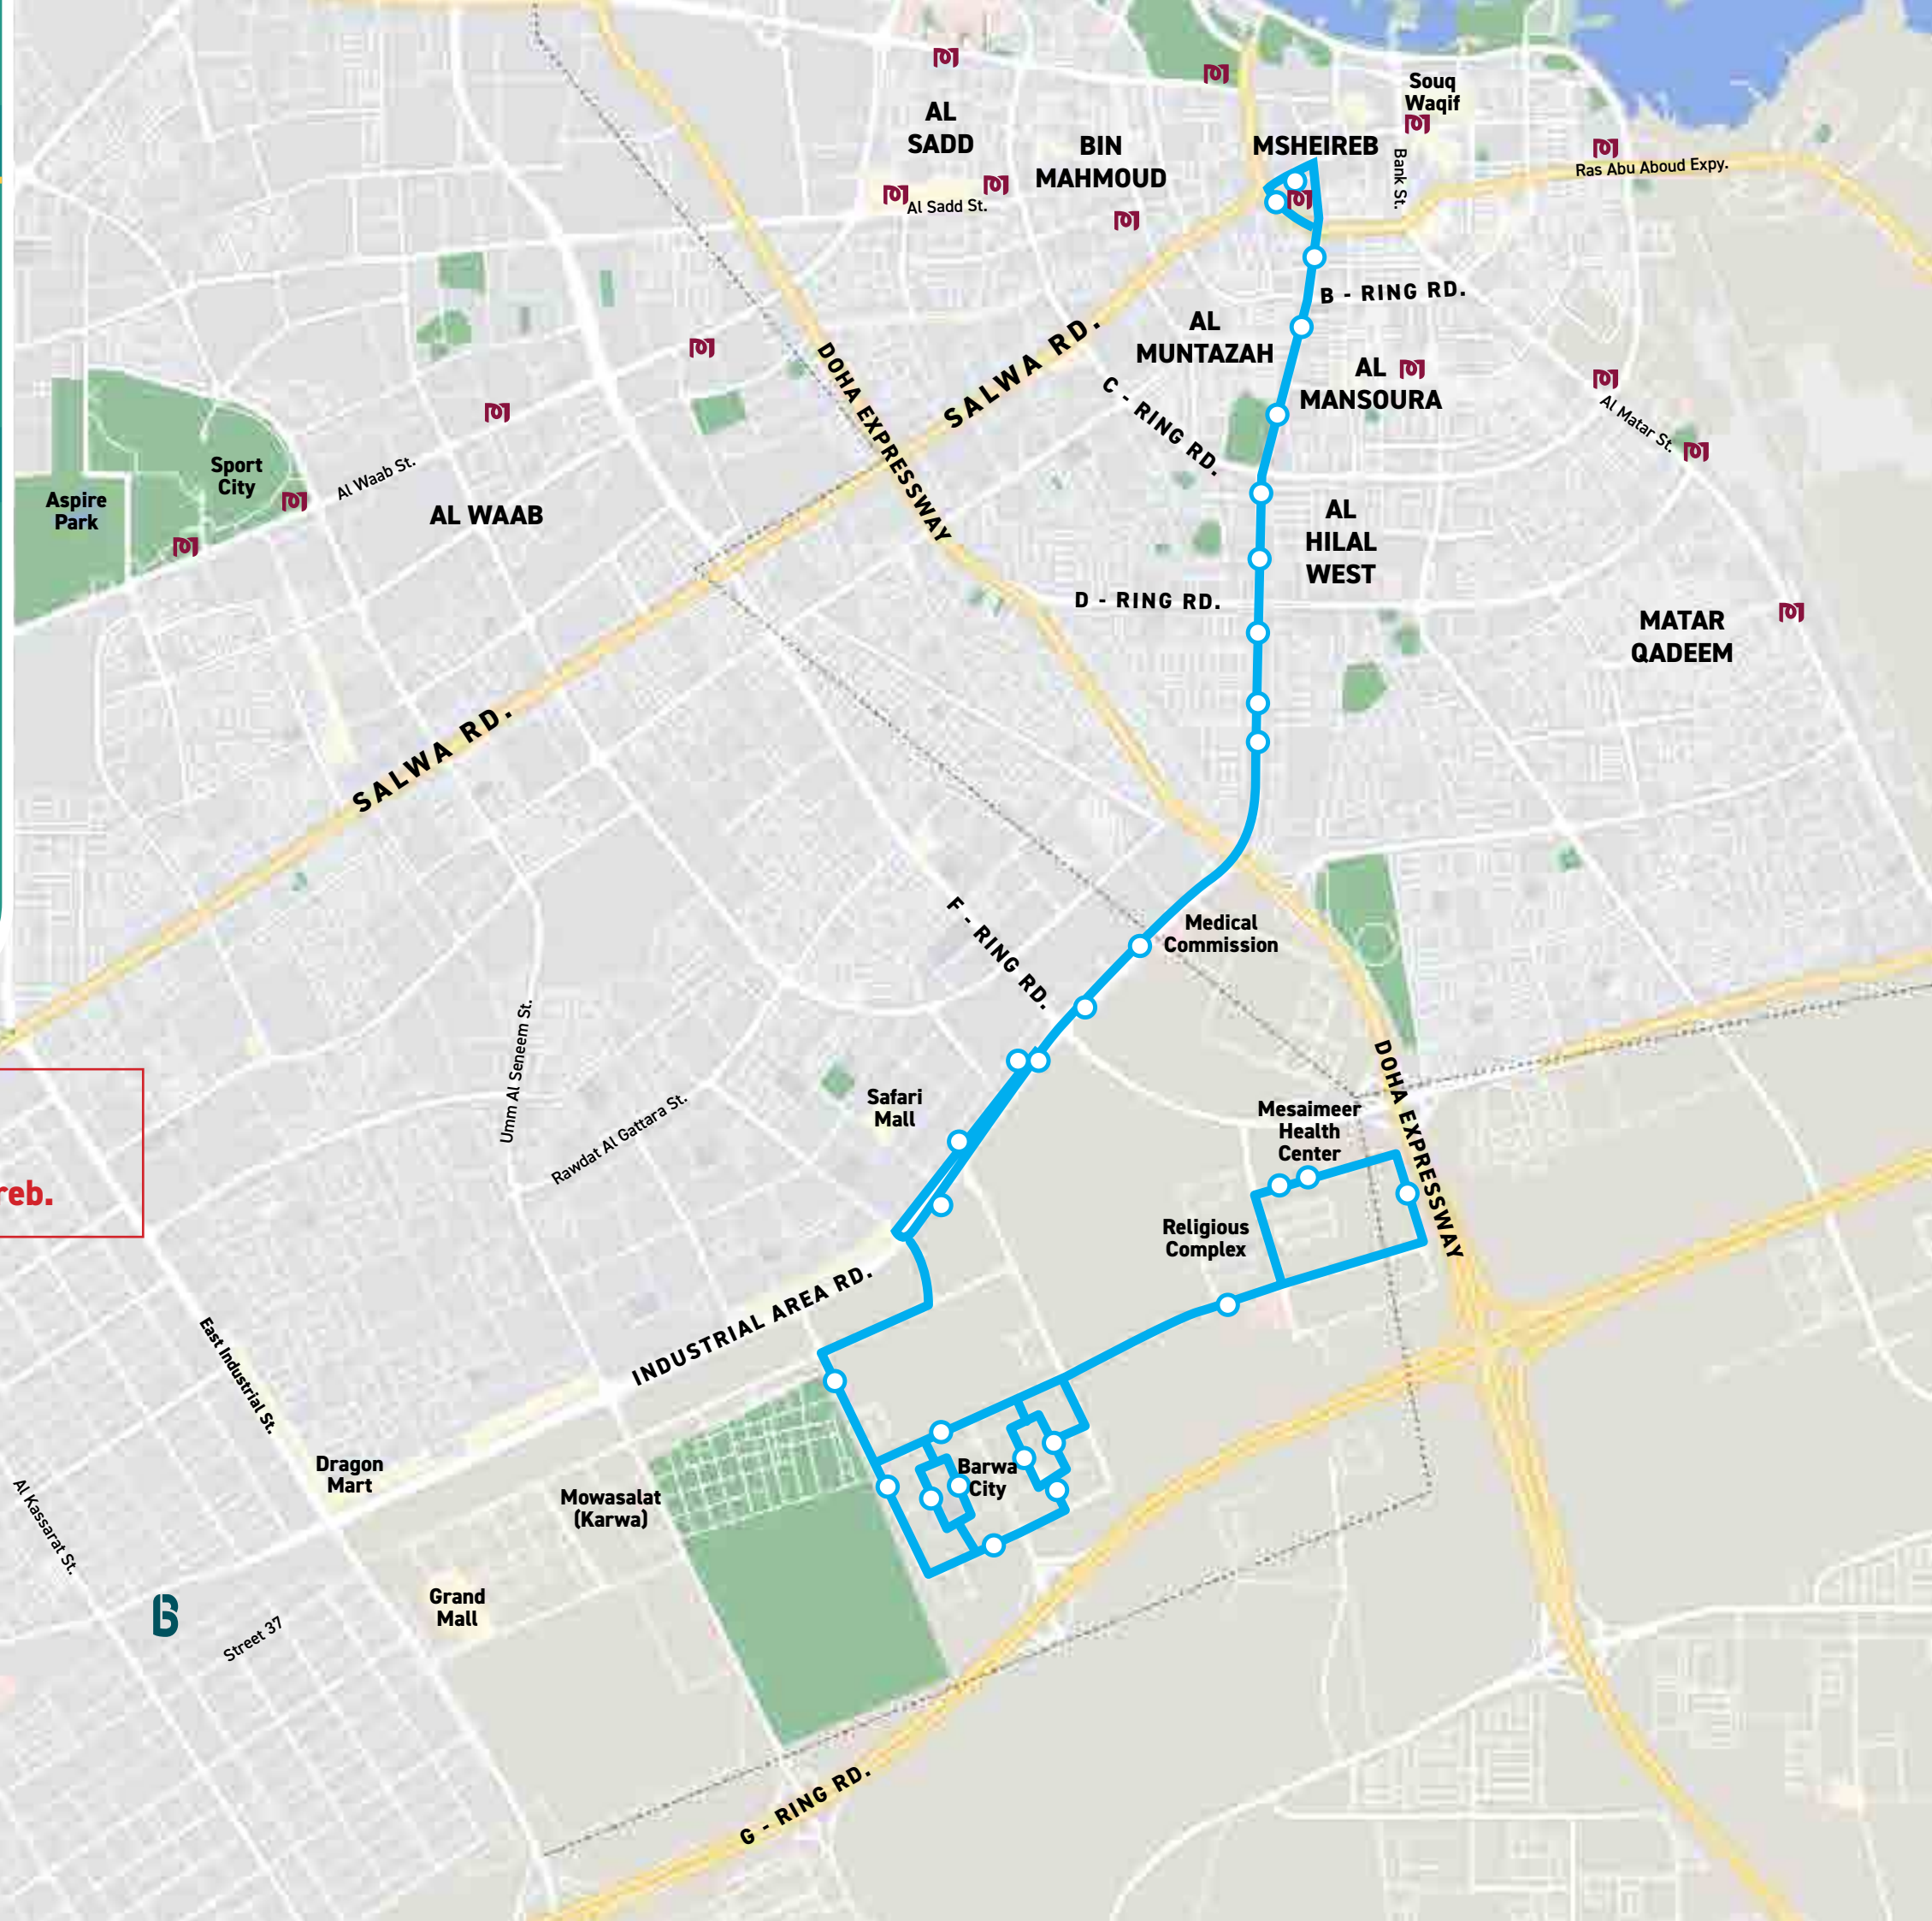 Souq
Waqif
AL
SADD
BIN
MAHMOUD
MSHEIREB
Bank St.
Ras Abu Aboud Expy.
Al Sadd St.
B - RING RD.
AL
MUNTAZAH
AL
MANSOURA
SALWA RD.
DOHA EXPRESSWAY
C - RING RD.
Al Matar St.
Sport
City
Al Waab St.
Aspire
Park
AL WAAB
AL
HILAL
WEST
D - RING RD.
MATAR
QADEEM
SALWA RD.
F - RING RD.
Medical
Commission
Umm Al Seneem St.
Rawdat Al Gattara St.
Safari
Mall
DOHA EXPRESSWAY
Mesaimeer
Health
Center
reb.
Religious
Complex
INDUSTRIAL AREA RD.
East Industrial St.
Dragon
Mart
Mowasalat
(Karwa)
Barwa
City
Al Kassarat St.
Grand
Mall
B
Street 37
G - RING RD.